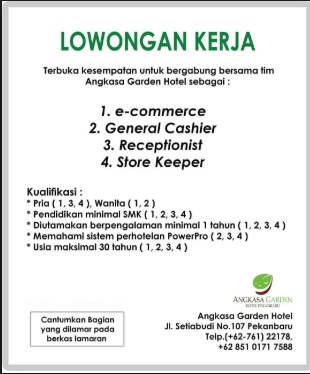 LOWONGAN KERJA
Terbuka kesempatan untuk bergabung bersama tim
Angkasa Garden Hotel sebagai :
1. e-commerce
2. General Cashier
3. Receptionist
4. Store Keeper
Kualifikasi :
* Pria ( 1, 3, 4 ), Wanita ( 1, 2 )
* Pendidikan minimal SMK ( 1, 2, 3, 4 )
* Diutamakan berpengalaman minimal 1 tahun ( 1, 2, 3, 4 )
* Memahami sistem perhotelan PowerPro ( 2, 3, 4 )
* Usia maksimal 30 tahun ( 1, 2, 3, 4 )
ANGKASA GARDEN
HOTEL PEKANBARU
Cantumkan Bagian
yang dilamar pada
berkas lamaran
Angkasa Garden Hotel
Jl. Setiabudi No.107 Pekanbaru
Telp.(+62-761) 22178,
+62 851 0171 7588